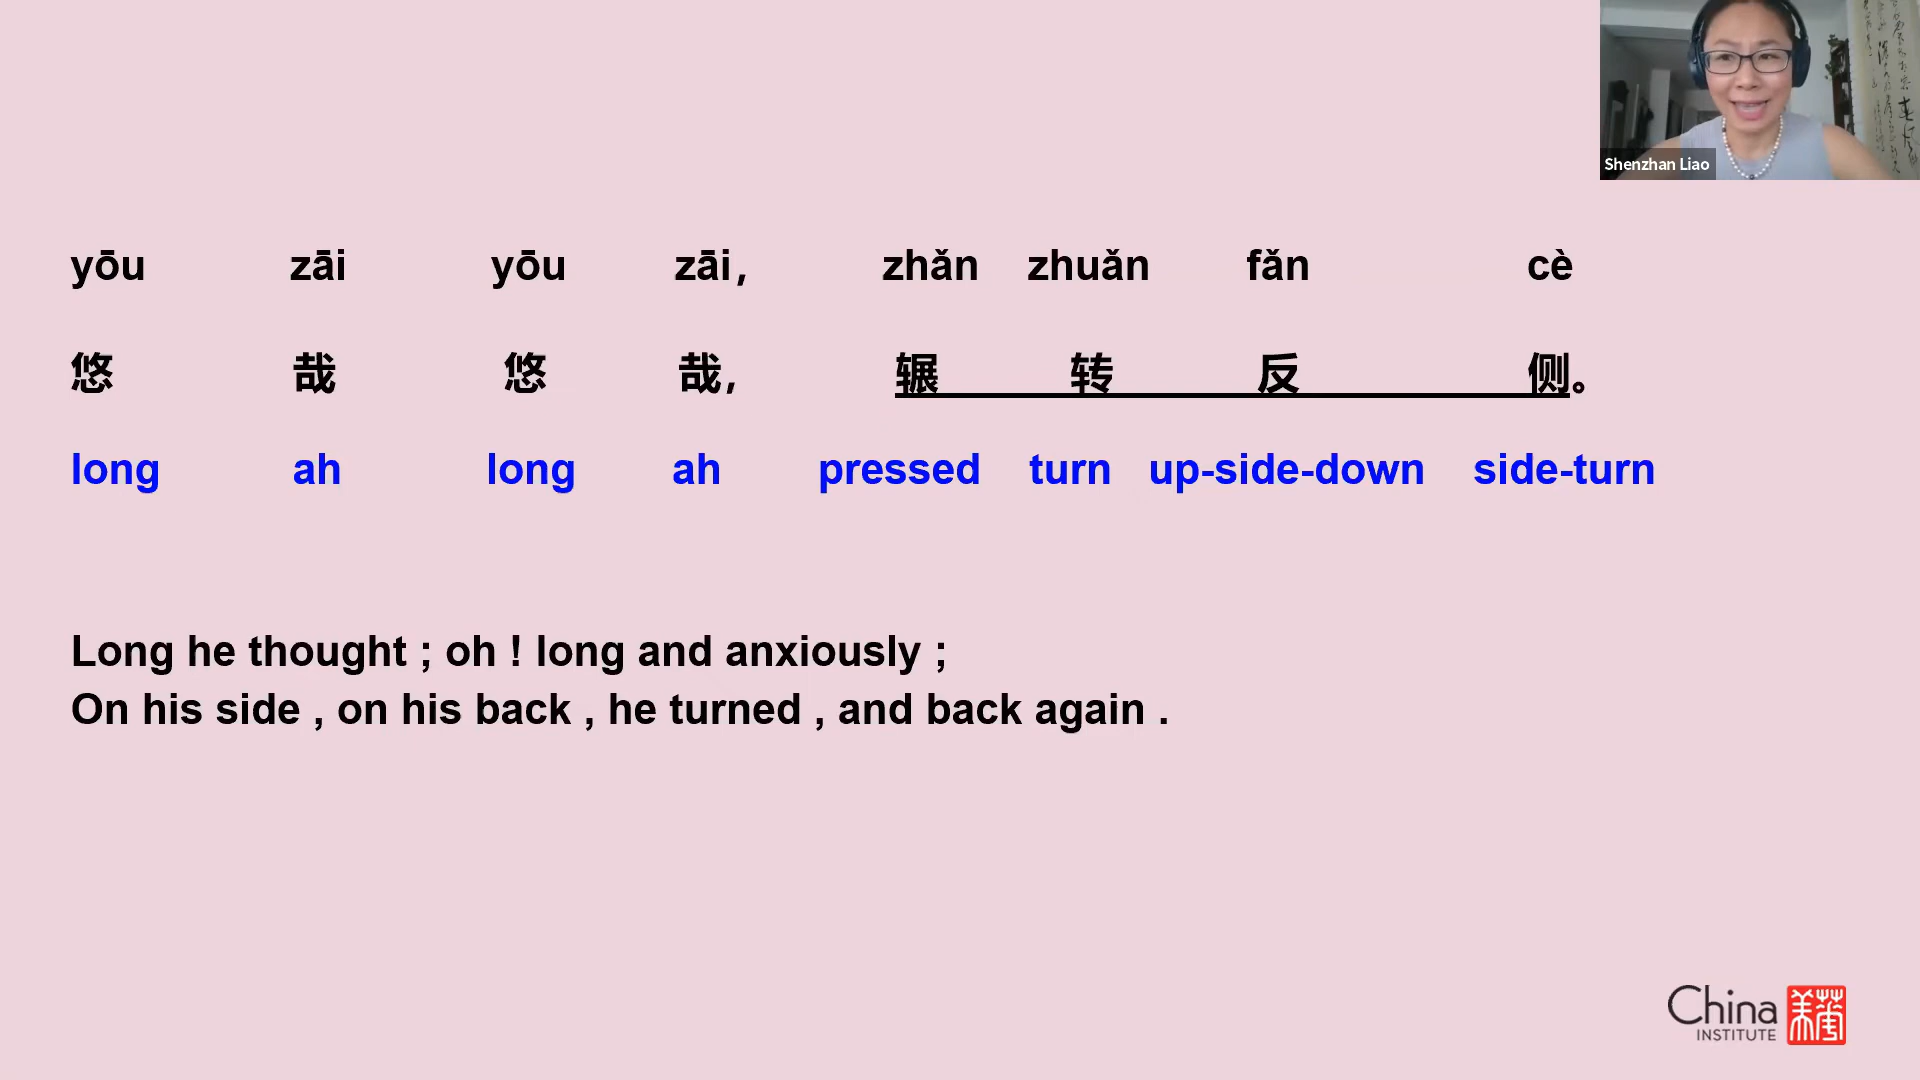 Shenzhan Liao
yōu zāi yōu zāi, zhǎn zhuǎn fǎn cè
悠 哉 悠 哉, 辗 转 反 侧。
long ah long ah pressed turn up-side-down side-turn
Long he thought ; oh ! long and anxiously ;
On his side , on his back , he turned , and back again .
China
INSTITUTE